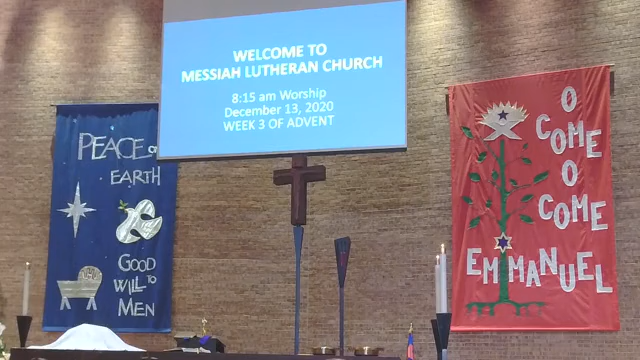 WELCOME TO
MESSIAH LUTHERAN CHURCH
8:15 am Worship
December 13, 2020
WEEK 3 OF ADVENT
PEACE ON
EARTH
GOOD
WILL TO
MEN
O
COME
O
COME
EMMANUEL